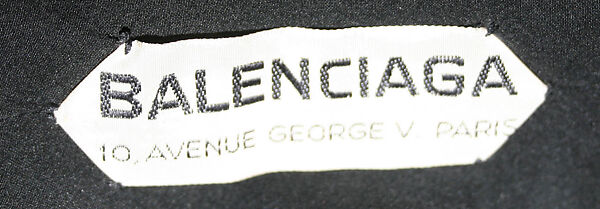 BALENCIAGA
10, AVENUE GEORGE V. PARIS